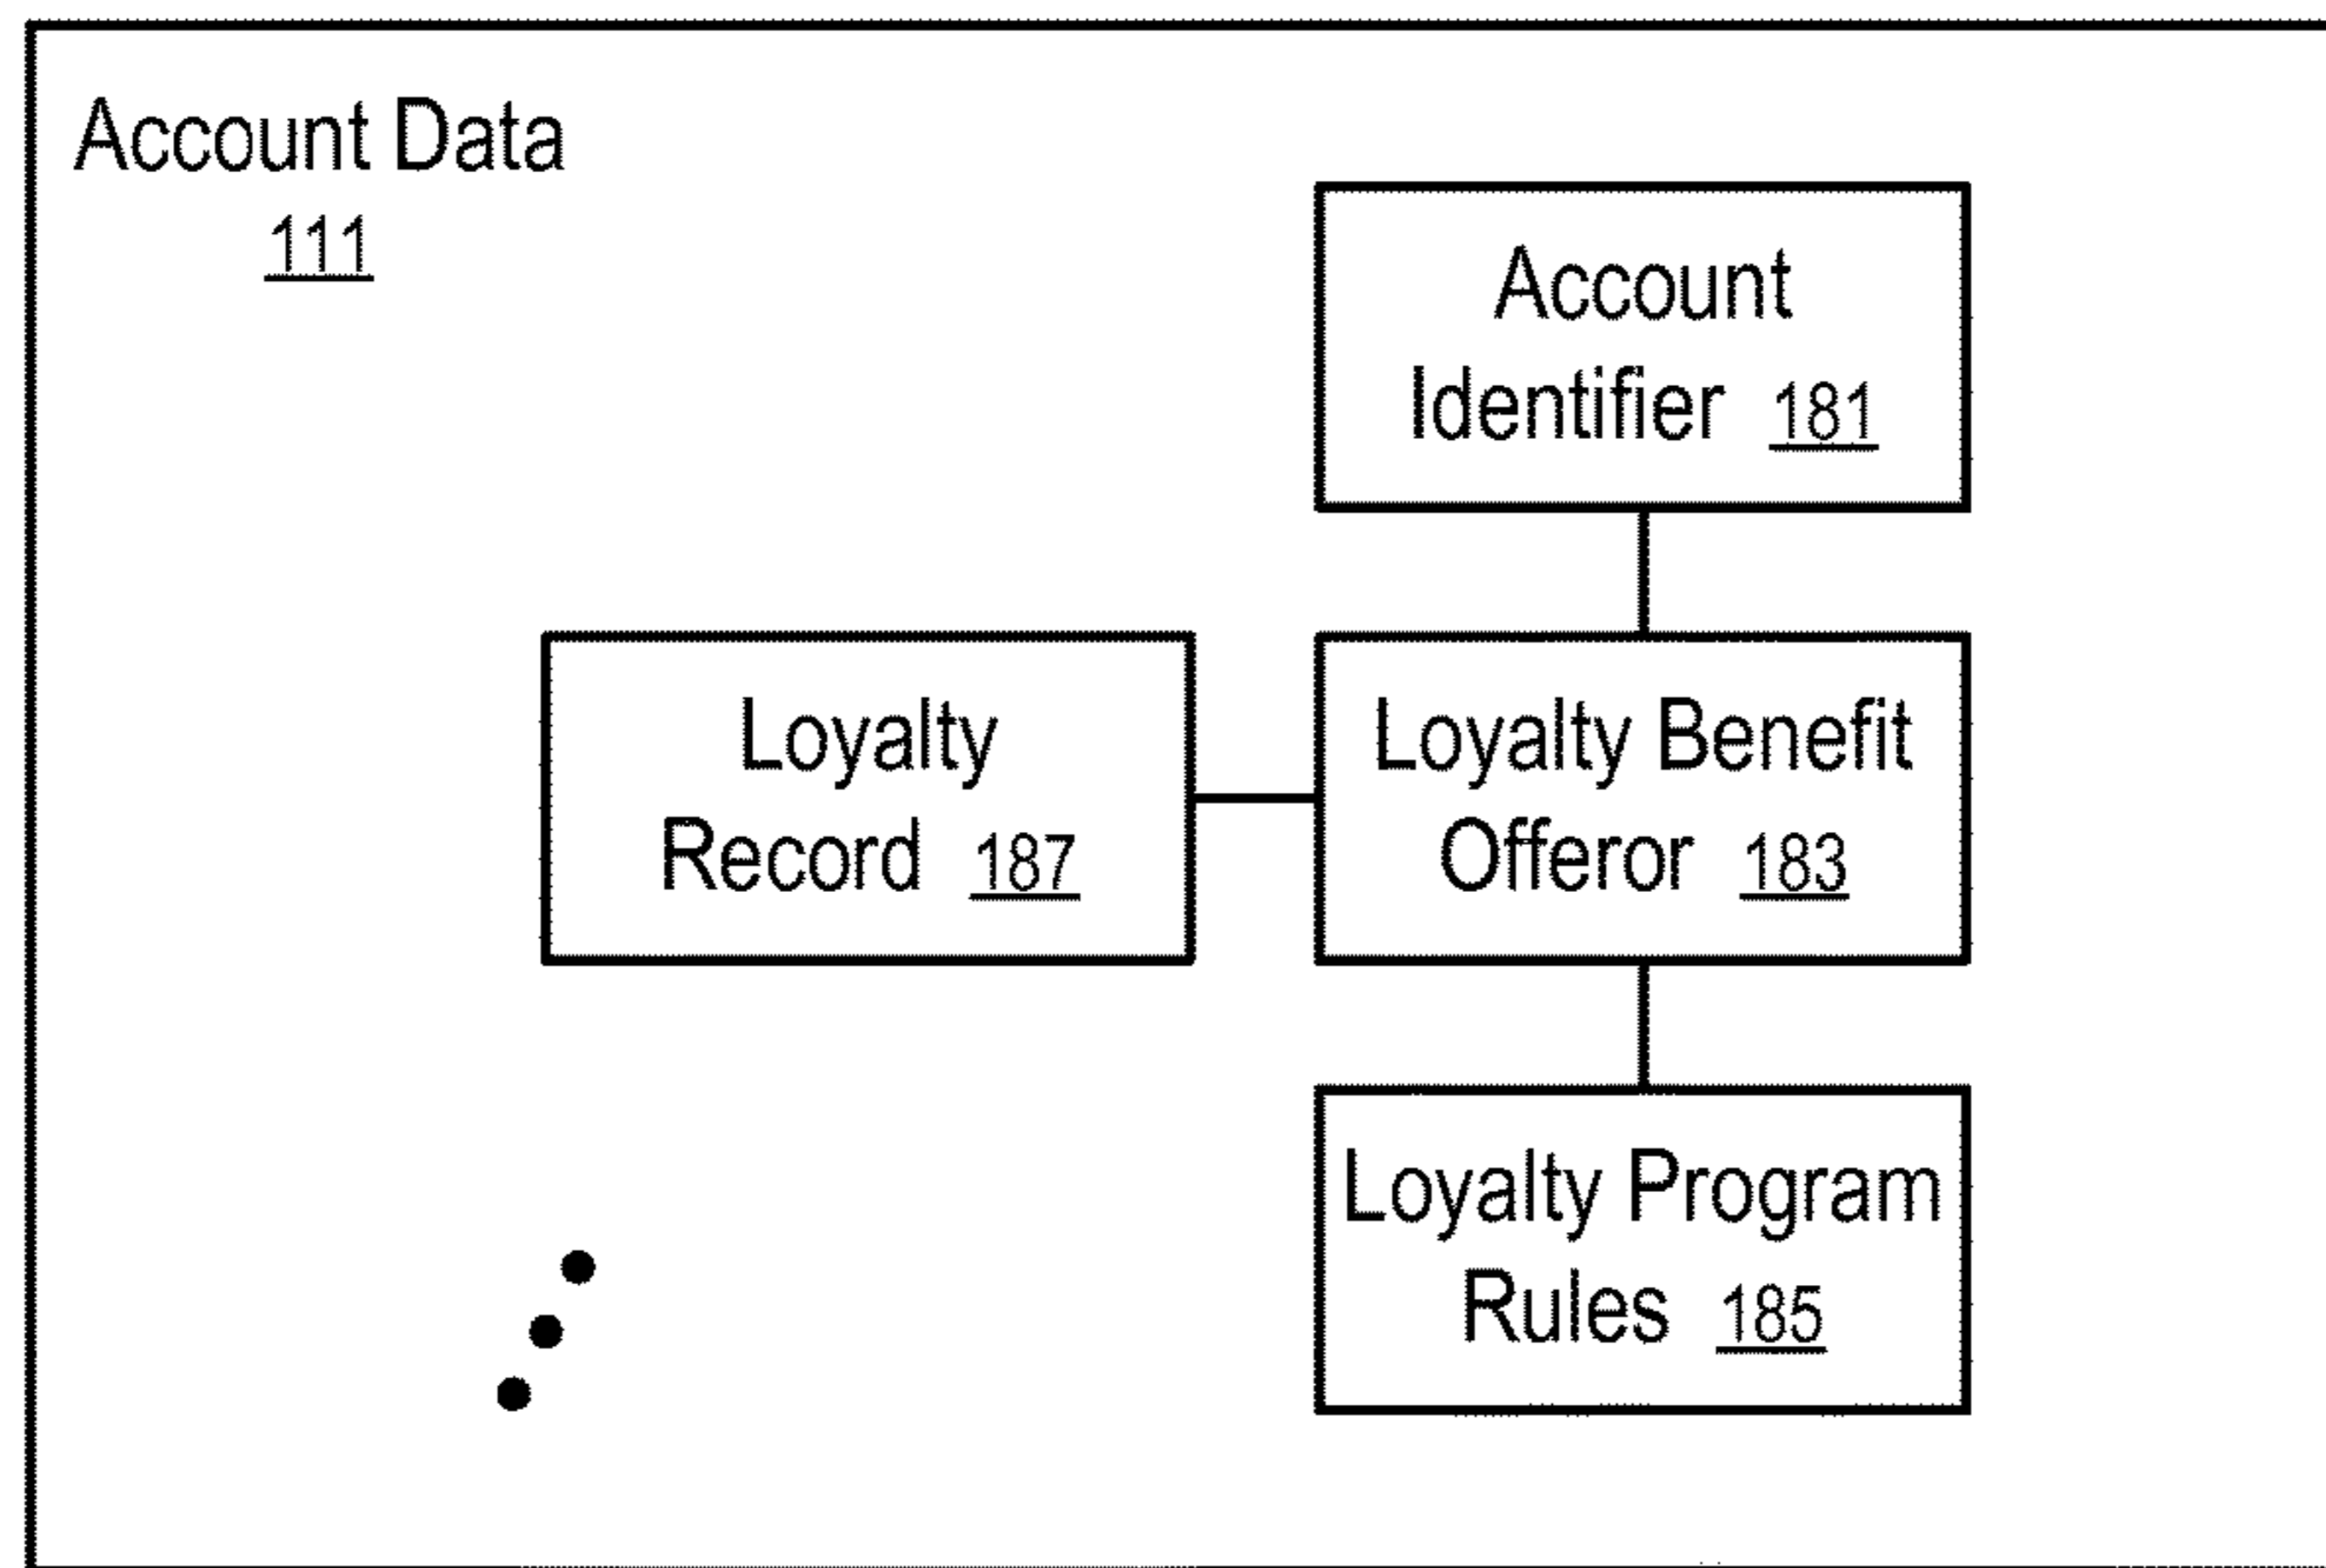 Account Data
111
Account
Identifier 181
Loyalty
Record 187
Loyalty Benefit
Offeror 183
Loyalty Program
Rules 185